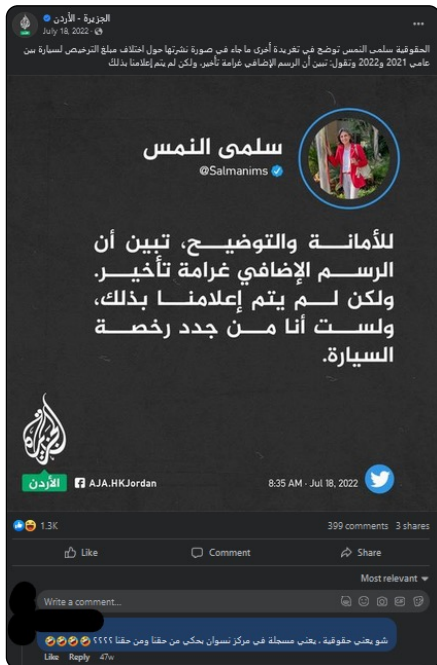 الجزيرة - الأردن
July 18, 2022
الحقوقية سلمى النمس توضح في تغريدة أخرى ما جاء في صورة نشرتها حول اختلاف مبلغ الترخيص لسيارة بين
عامي 2021 و2022 وتقول: تبين أن الرسم الإضافي غرامة تأخير، ولكن لم يتم إعلامنا بذلك
سلمى النمس
@Salmanims
للأمانة والتوضيح، تبين أن
الرسم الإضافي غرامة تأخير.
ولكن لم يتم إعلامنا بذلك،
ولست أنا من جدد رخصة
السيارة.
الجزيرة
الأردن
AJA.HKJordan
8:35 AM - Jul 18, 2022
1.3K
399 comments 3 shares
Like Comment Share
Most relevant
Write a comment...
شو يعني حقوقية ، يعني مسجلة في مركز نسوان بحكي من حقنا ومن حقنا ؟؟؟؟ 🤣🤣🤣🤣
Like Reply 47w